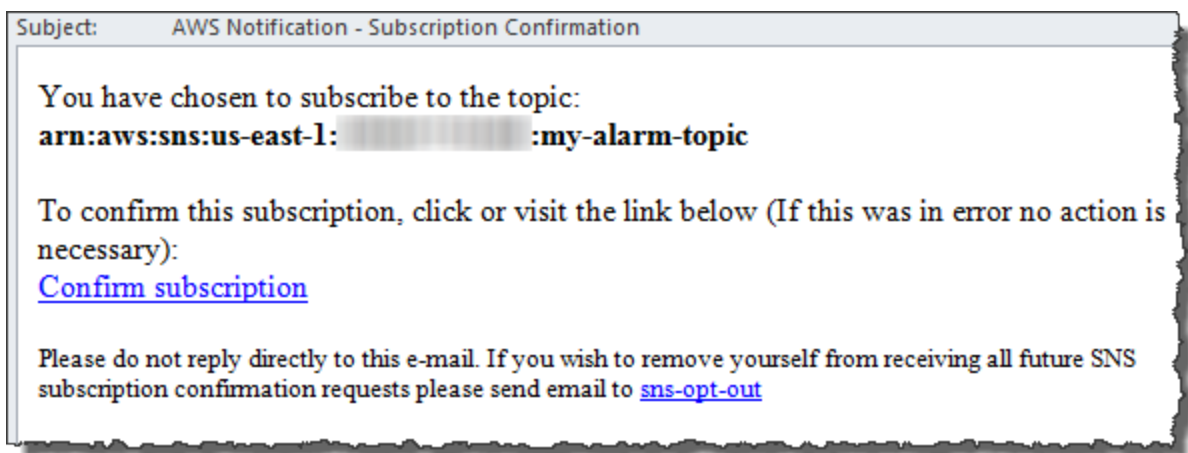 Subject: AWS Notification - Subscription Confirmation
You have chosen to subscribe to the topic:
arn:aws:sns:us-east-1: :my-alarm-topic
To confirm this subscription, click or visit the link below (If this was in error no action is
necessary):
Confirm subscription
Please do not reply directly to this e-mail. If you wish to remove yourself from receiving all future SNS
subscription confirmation requests please send email to sns-opt-out